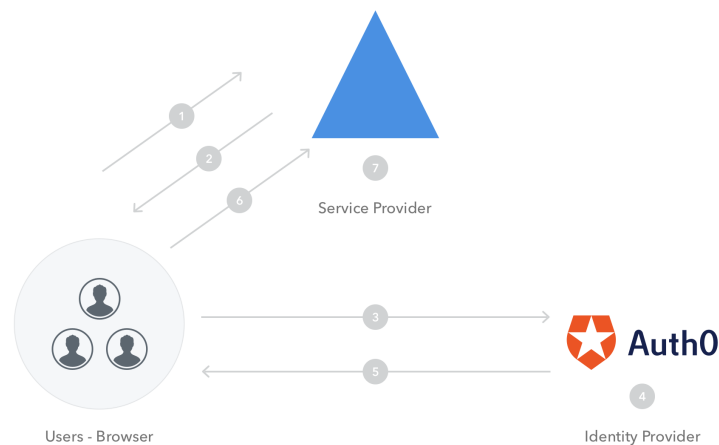 1
2
7
6
Service Provider
3
Auth0
5
4
Users - Browser
Identity Provider